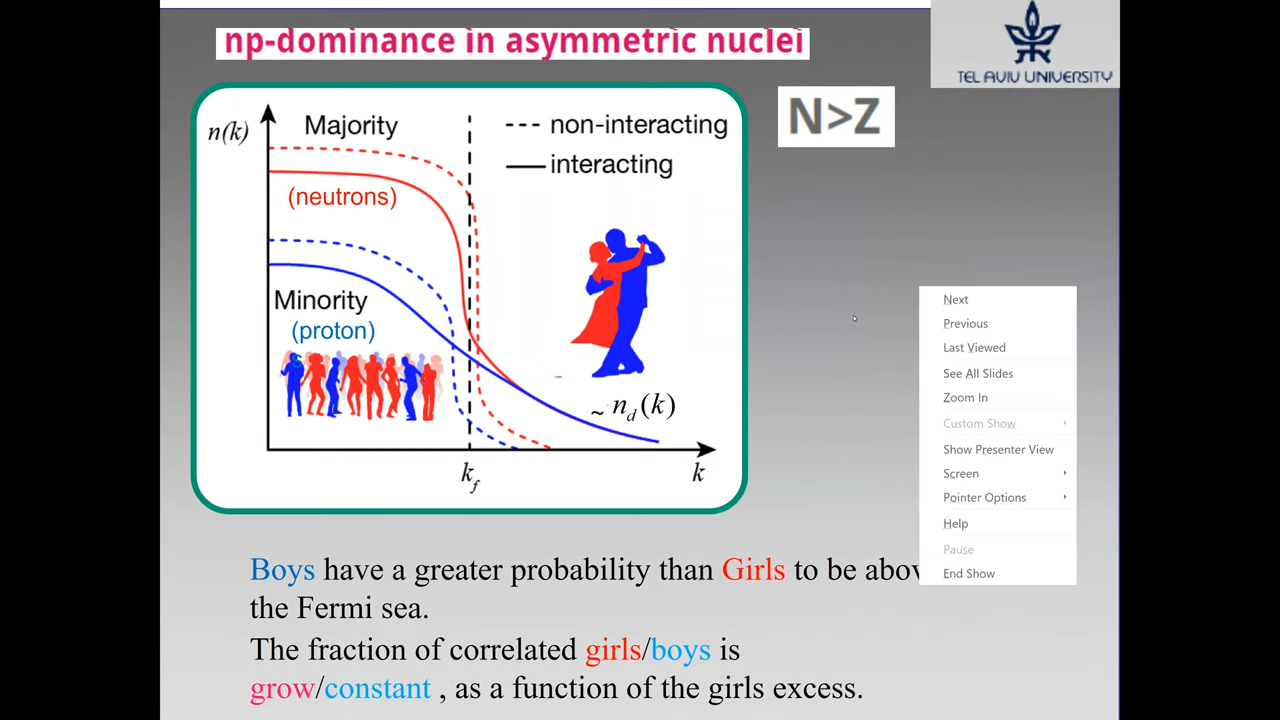 np-dominance in asymmetric nuclei
TEL AVIV UNIVERSITY
N>Z
n(k)
Majority
(neutrons)
non-interacting
interacting
Minority
(proton)
~ n_d(k)
k_f
k
Next
Previous
Last Viewed
See All Slides
Zoom In
Custom Show
Show Presenter View
Screen
Pointer Options
Help
Pause
End Show
Boys have a greater probability than Girls to be
the Fermi sea.
The fraction of correlated girls/boys is
grow/constant , as a function of the girls excess.